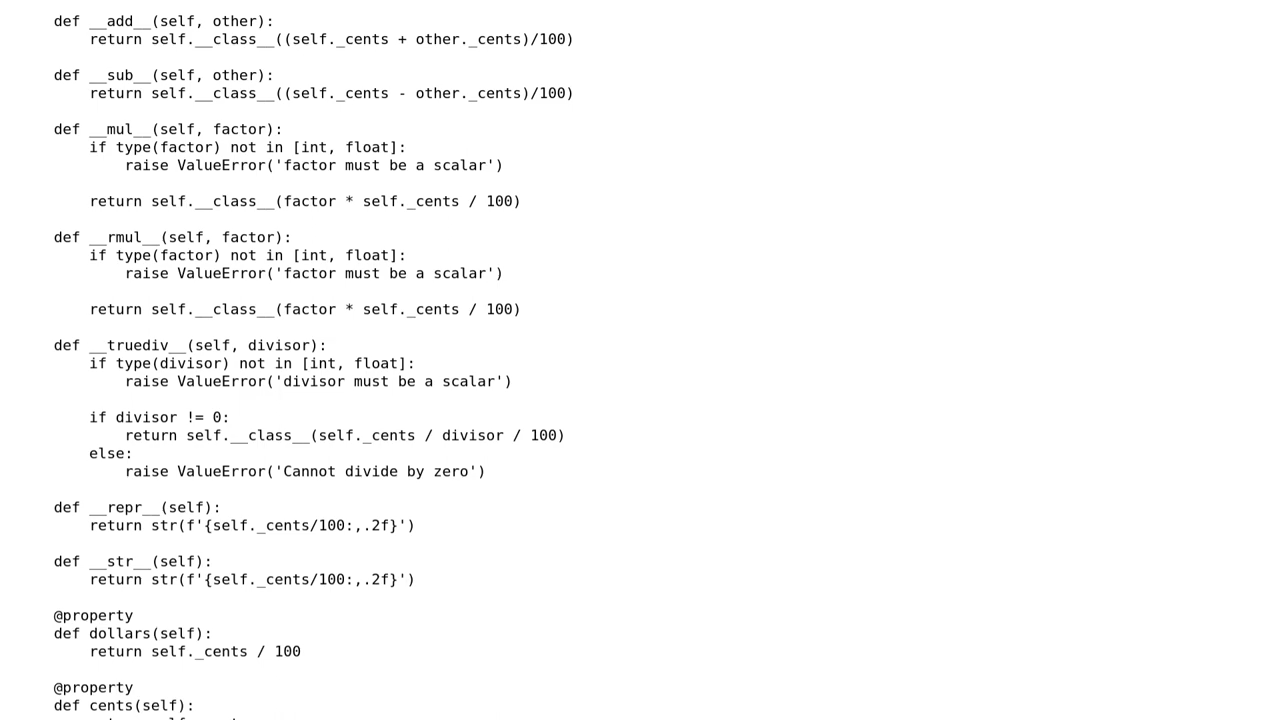 def __add__(self, other):
    return self.__class__((self._cents + other._cents)/100)

def __sub__(self, other):
    return self.__class__((self._cents - other._cents)/100)

def __mul__(self, factor):
    if type(factor) not in [int, float]:
        raise ValueError('factor must be a scalar')

    return self.__class__(factor * self._cents / 100)

def __rmul__(self, factor):
    if type(factor) not in [int, float]:
        raise ValueError('factor must be a scalar')

    return self.__class__(factor * self._cents / 100)

def __truediv__(self, divisor):
    if type(divisor) not in [int, float]:
        raise ValueError('divisor must be a scalar')

    if divisor != 0:
        return self.__class__(self._cents / divisor / 100)
    else:
        raise ValueError('Cannot divide by zero')

def __repr__(self):
    return str(f'{self._cents/100:,.2f}')

def __str__(self):
    return str(f'{self._cents/100:,.2f}')

@property
def dollars(self):
    return self._cents / 100

@property
def cents(self):